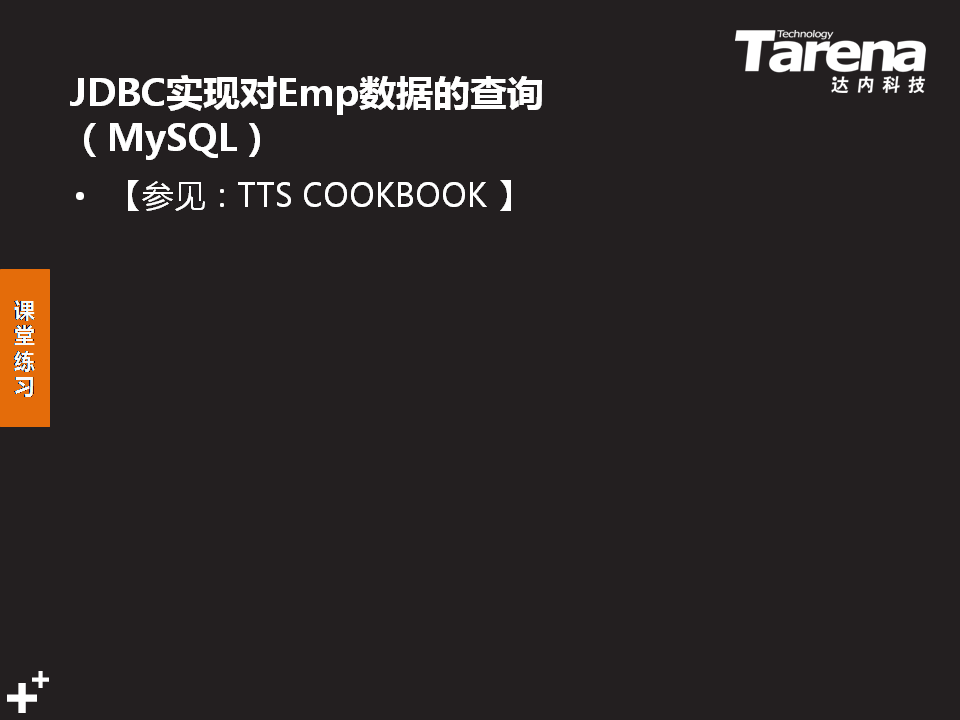 Technology
Tarena
达内科技
JDBC实现对Emp数据的查询
（MySQL）
• 【参见：TTS COOKBOOK 】
课
堂
练
习